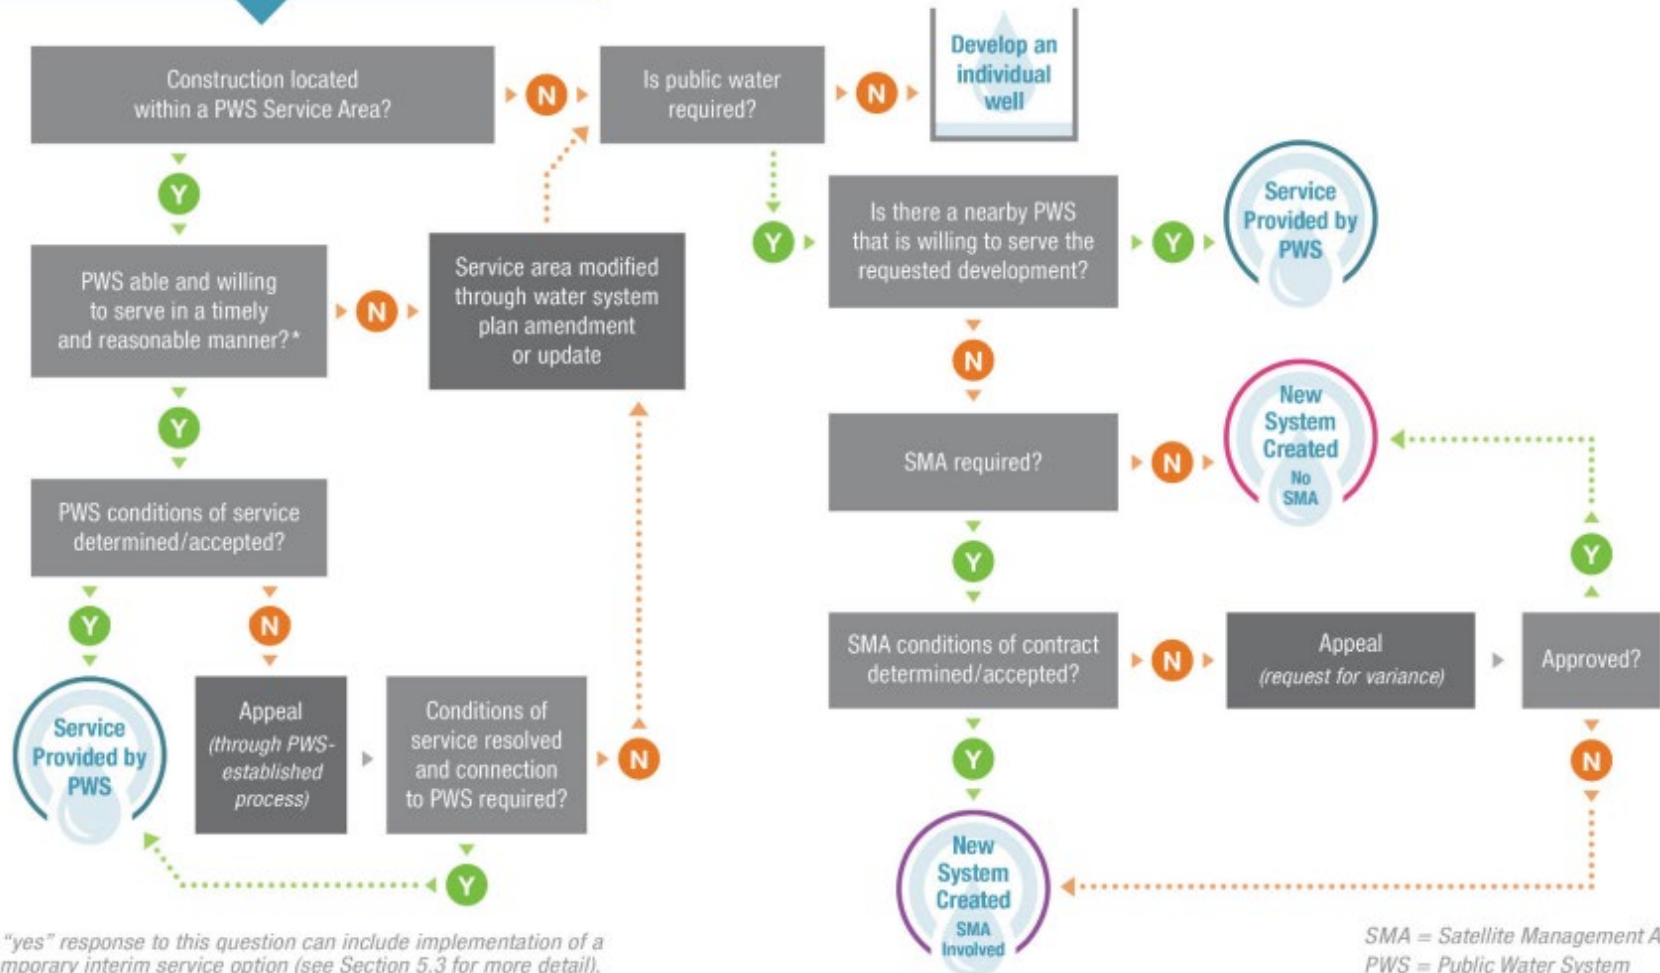 Construction located
within a PWS Service Area?
N
Is public water
required?
N
Develop an
individual
well
Y
Y
Is there a nearby PWS
that is willing to serve the
requested development?
Y
Service
Provided by
PWS
PWS able and willing
to serve in a timely
and reasonable manner?*
N
Service area modified
through water system
plan amendment
or update
N
Y
SMA required?
N
New
System
Created
No
SMA
PWS conditions of service
determined/accepted?
Y
Y
Y
N
SMA conditions of contract
determined/accepted?
N
Appeal
(request for variance)
Approved?
Service
Provided by
PWS
Appeal
(through PWS-
established
process)
Conditions of
service resolved
and connection
to PWS required?
N
Y
N
Y
New
System
Created
SMA
Involved
"yes" response to this question can include implementation of a
mporary interim service option (see Section 5.3 for more detail).
SMA = Satellite Management A
PWS = Public Water System